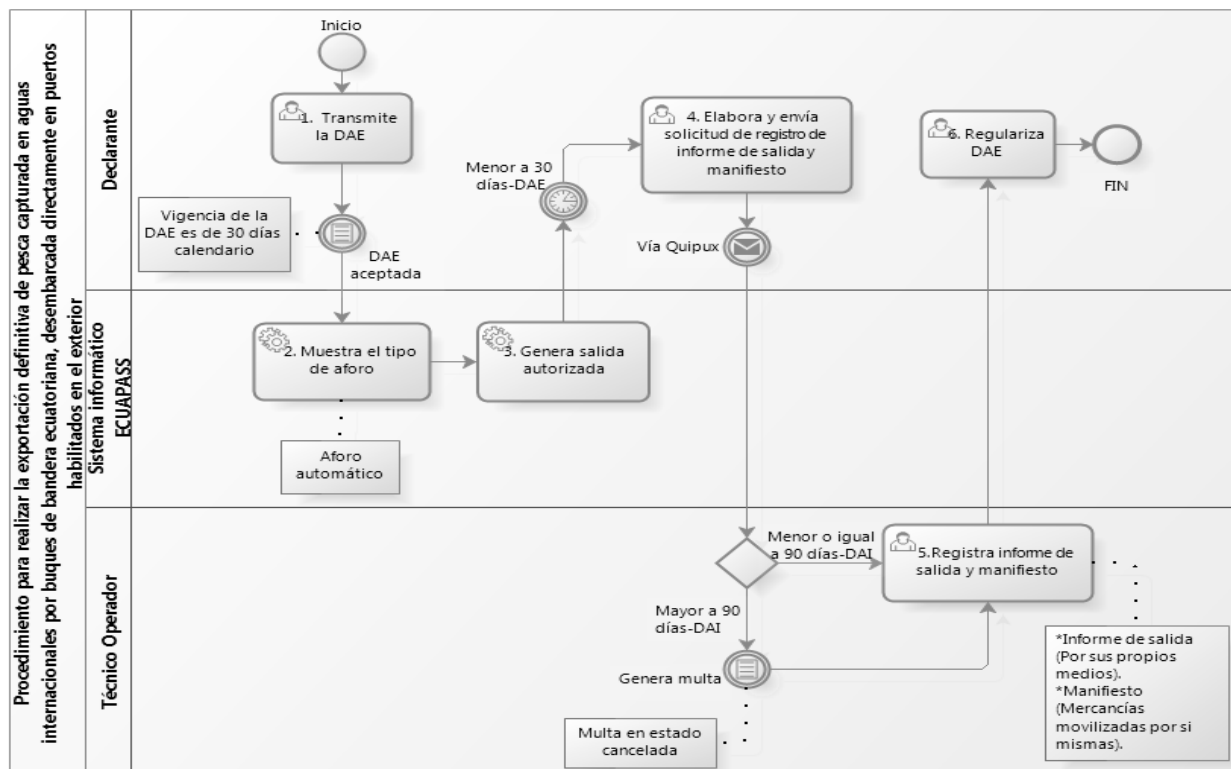 Procedimiento para realizar la exportación definitiva de pesca capturada en aguas
internacionales por buques de bandera ecuatoriana, desembarcada directamente en puertos
habilitados en el exterior
Declarante
Inicio
1. Transmite
la DAE
Vigencia de la
DAE es de 30 días
calendario
DAE
aceptada
Menor a 30
días-DAE
4. Elabora y envía
solicitud de registro de
informe de salida y
manifiesto
Vía Quipux
6. Regulariza
DAE
FIN
Sistema informático
ECUAPASS
2. Muestra el tipo
de aforo
Aforo
automático
3. Genera salida
autorizada
Técnico Operador
Menor o igual
a 90 días-DAI
Mayor a 90
días-DAI
Genera multa
Multa en estado
cancelada
5.Registra informe de
salida y manifiesto
*Informe de salida
(Por sus propios
medios).
*Manifiesto
(Mercancías
movilizadas por si
mismas).